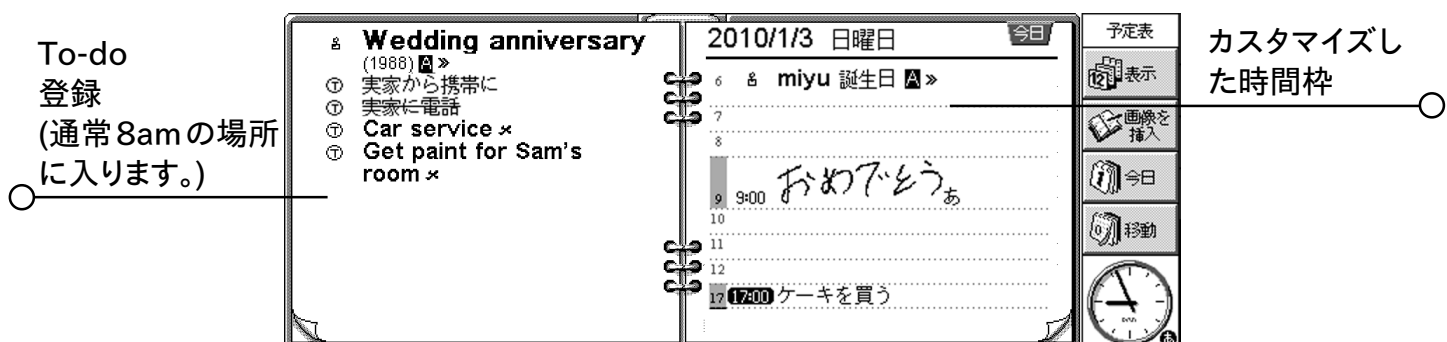 To-do
登録
(通常8amの場所
に入ります。)
Wedding anniversary
(1988) A »
Ⓣ 実家から携帯に
Ⓣ 実家に電話
Ⓣ Car service ×
Ⓣ Get paint for Sam's
room ×
2010/1/3 日曜日 今日
6 miyu 誕生日 A »
7
8
9 9:00 おめでとうぁ
10
11
12
17 17:00 ケーキを買う
予定表
12 表示
画像を
挿入
今日
移動
あ
カスタマイズし
た時間枠